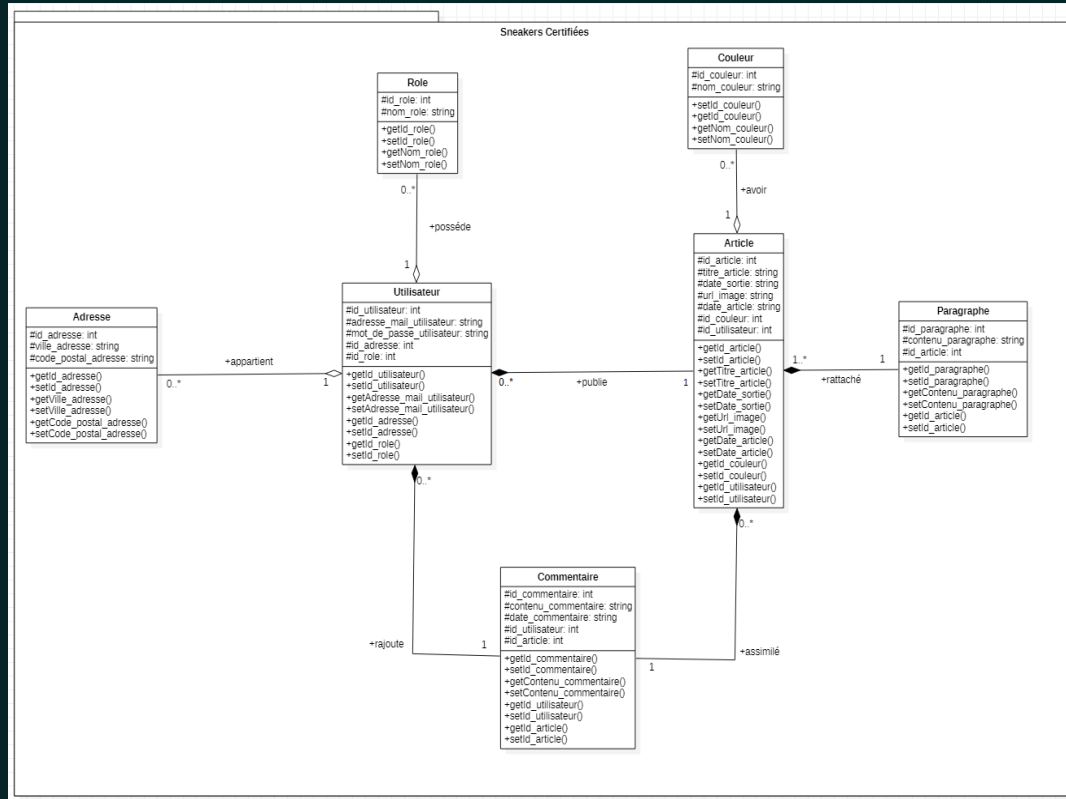 Sneakers Certifiées
Role
#id_role: int
#nom_role: string
+getId_role()
+setId_role()
+getNom_role()
+setNom_role()
0..*
+posséde
1
Couleur
#id_couleur: int
#nom_couleur: string
+setId_couleur()
+getId_couleur()
+getNom_couleur()
+setNom_couleur()
0..*
+avoir
1
Adresse
#id_adresse: int
#ville_adresse: string
#code_postal_adresse: string
+getId_adresse()
+setId_adresse()
+getVille_adresse()
+setVille_adresse()
+getCode_postal_adresse()
+setCode_postal_adresse()
+appartient
0..*
1
Utilisateur
#id_utilisateur: int
#adresse_mail_utilisateur: string
#mot_de_passe_utilisateur: string
#id_adresse: int
#id_role: int
+getId_utilisateur()
+setId_utilisateur()
+getAdresse_mail_utilisateur()
+setAdresse_mail_utilisateur()
+getId_adresse()
+setId_adresse()
+getId_role()
+setId_role()
0..*
+publie
1
Article
#id_article: int
#titre_article: string
#date_sortie: string
#url_image: string
#date_article: string
#id_couleur: int
#id_utilisateur: int
+getId_article()
+setId_article()
+getTitre_article()
+setTitre_article()
+getDate_sortie()
+setDate_sortie()
+getUrl_image()
+setUrl_image()
+getDate_article()
+setDate_article()
+getId_couleur()
+setId_couleur()
+getId_utilisateur()
+setId_utilisateur()
1..*
1
+rattaché
Paragraphe
#id_paragraphe: int
#contenu_paragraphe: string
#id_article: int
+getId_paragraphe()
+setId_paragraphe()
+getContenu_paragraphe()
+setContenu_paragraphe()
+getId_article()
+setId_article()
0..*
+rajoute
1
Commentaire
#id_commentaire: int
#contenu_commentaire: string
#date_commentaire: string
#id_utilisateur: int
#id_article: int
+getId_commentaire()
+setId_commentaire()
+getContenu_commentaire()
+setContenu_commentaire()
+getId_utilisateur()
+setId_utilisateur()
+getId_article()
+setId_article()
0..*
+assimilé
1